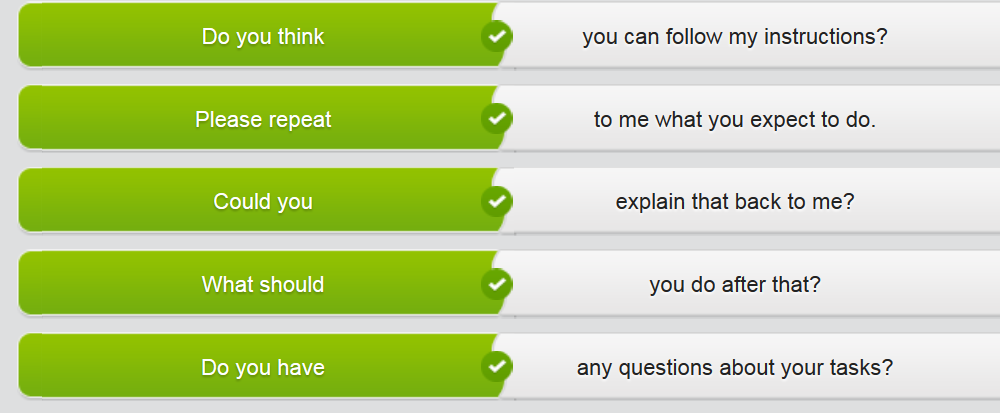 Do you think you can follow my instructions?
Please repeat to me what you expect to do.
Could you explain that back to me?
What should you do after that?
Do you have any questions about your tasks?